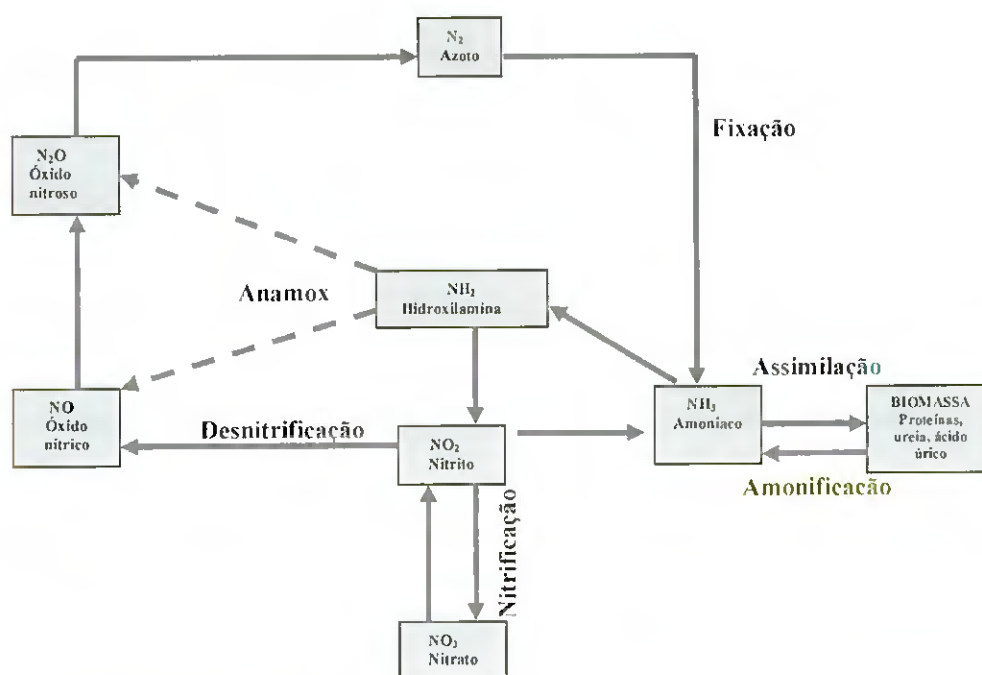 N₂
Azoto
Fixação
N₂O
Óxido
nitroso
Anamox
NH₂
Hidroxilamina
Assimilação
NO
Óxido
nítrico
Desnitrificação
NO₂
Nitrito
NH₃
Amoníaco
BIOMASSA
Proteínas,
ureia, ácido
úrico
Amonificação
Nitrificação
NO₃
Nitrato